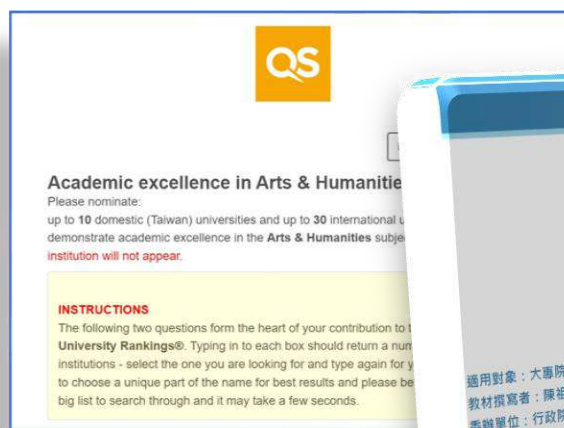 QS
Academic excellence in Arts & Humanitie
Please nominate:
up to 10 domestic (Taiwan) universities and up to 30 international u
demonstrate academic excellence in the Arts & Humanities subje
institution will not appear.
INSTRUCTIONS
The following two questions form the heart of your contribution to t
University Rankings®. Typing in to each box should return a num
institutions - select the one you are looking for and type again for y
to choose a unique part of the name for best results and please be
big list to search through and it may take a few seconds.
適用對象：大專院
教材撰寫者：陳祖
委辦單位：行政院